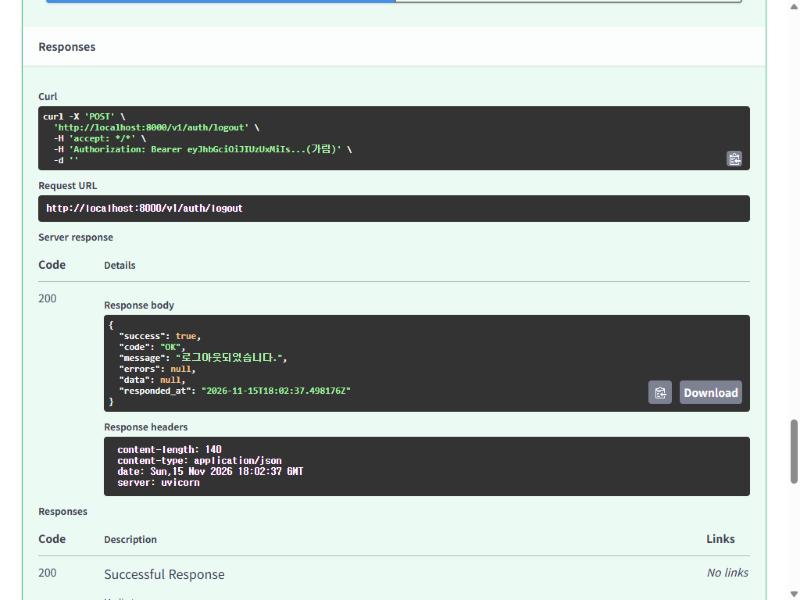 Responses
Curl
curl -X 'POST' \
'http://localhost:8000/v1/auth/logout' \
-H 'accept: */*' \
-H 'Authorization: Bearer eyJhbGciOiJIUzUxMiIs...(가림)' \
-d ''
Request URL
http://localhost:8000/v1/auth/logout
Server response
Code Details
200
Response body
{
"success": true,
"code": "OK",
"message": "로그아웃되었습니다.",
"errors": null,
"data": null,
"responded_at": "2026-11-15T18:02:37.498176Z"
}
Download
Response headers
content-length: 140
content-type: application/json
date: Sun,15 Nov 2026 18:02:37 GMT
server: uvicorn
Responses
Code Description Links
200 Successful Response No links